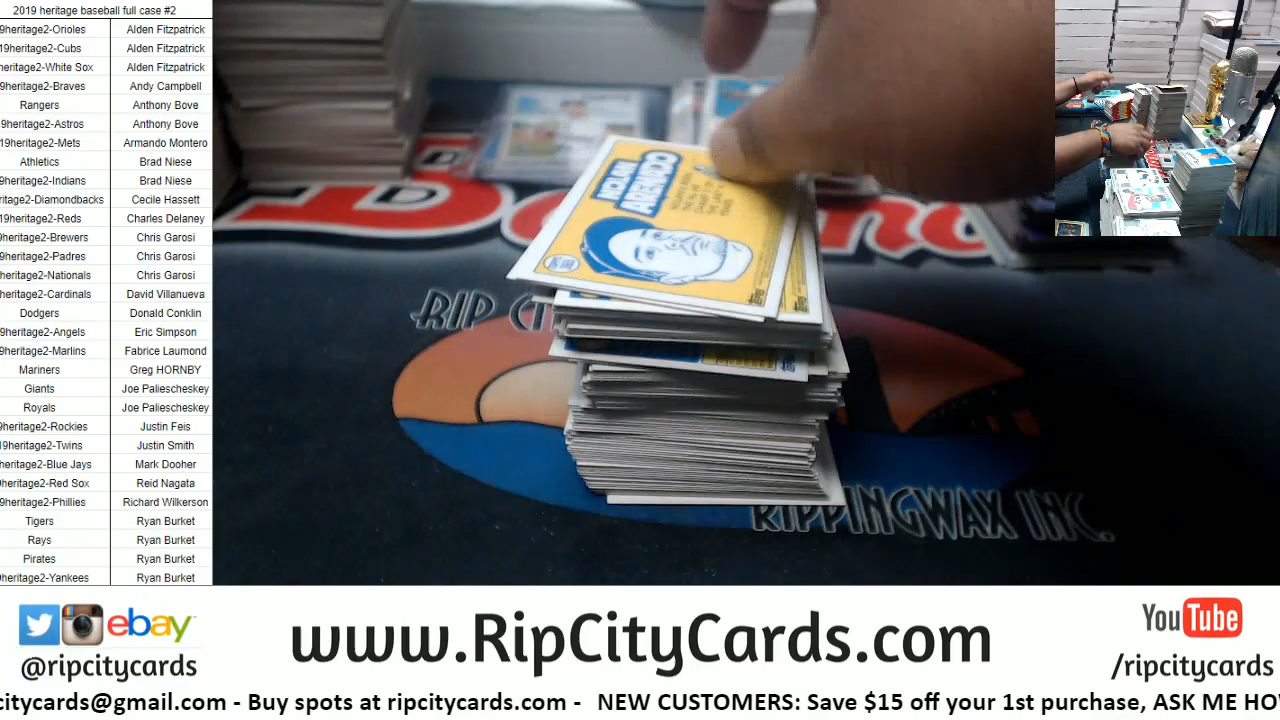 2019 heritage baseball full case #2
9heritage2-Orioles Alden Fitzpatrick
19heritage2-Cubs Alden Fitzpatrick
heritage2-White Sox Alden Fitzpatrick
9heritage2-Braves Andy Campbell
Rangers Anthony Bove
9heritage2-Astros Anthony Bove
19heritage2-Mets Armando Montero
Athletics Brad Niese
9heritage2-Indians Brad Niese
heritage2-Diamondbacks Cecile Hassett
19heritage2-Reds Charles Delaney
heritage2-Brewers Chris Garosi
9heritage2-Padres Chris Garosi
heritage2-Nationals Chris Garosi
heritage2-Cardinals David Villanueva
Dodgers Donald Conklin
9heritage2-Angels Eric Simpson
9heritage2-Marlins Fabrice Laumond
Mariners Greg HORNBY
Giants Joe Paliescheskey
Royals Joe Paliescheskey
9heritage2-Rockies Justin Feis
19heritage2-Twins Justin Smith
heritage2-Blue Jays Mark Dooher
heritage2-Red Sox Reid Nagata
9heritage2-Phillies Richard Wilkerson
Tigers Ryan Burket
Rays Ryan Burket
Pirates Ryan Burket
9heritage2-Yankees Ryan Burket
NOLAN
ARENADO
RIP CIT
RIPPINGWAX INC.
ebay
@ripcitycards
www.RipCityCards.com
YouTube
/ripcitycards
citycards@gmail.com - Buy spots at ripcitycards.com - NEW CUSTOMERS: Save $15 off your 1st purchase, ASK ME HO